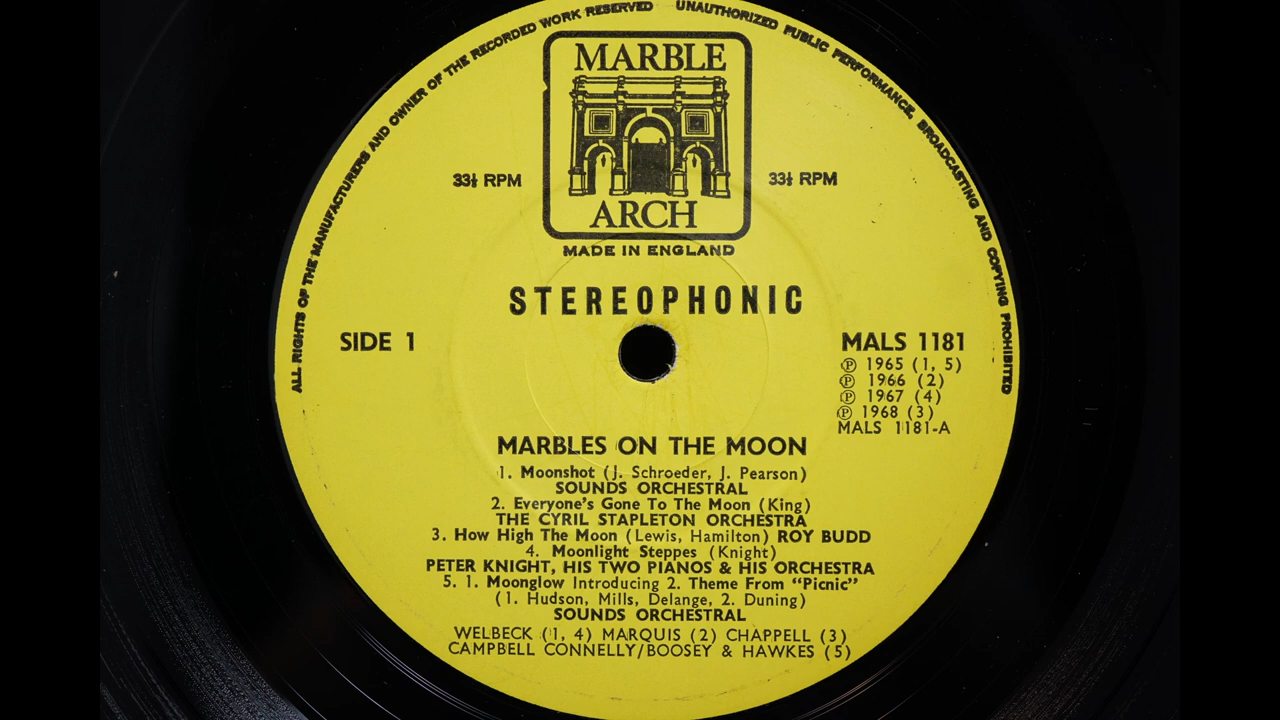 ALL RIGHTS OF THE MANUFACTURERS AND OWNER OF THE RECORDED WORK RESERVED
UNAUTHORIZED PUBLIC PERFORMANCE, BROADCASTING AND COPYING PROHIBITED
MARBLE
ARCH
33⅓ RPM
33⅓ RPM
MADE IN ENGLAND
STEREOPHONIC
SIDE 1
MALS 1181
Ⓟ 1965 (1, 5)
Ⓟ 1966 (2)
Ⓟ 1967 (4)
Ⓟ 1968 (3)
MALS 1181-A
MARBLES ON THE MOON
1. Moonshot (J. Schroeder, J. Pearson)
SOUNDS ORCHESTRAL
2. Everyone's Gone To The Moon (King)
THE CYRIL STAPLETON ORCHESTRA
3. How High The Moon (Lewis, Hamilton) ROY BUDD
4. Moonlight Steppes (Knight)
PETER KNIGHT, HIS TWO PIANOS & HIS ORCHESTRA
5. 1. Moonglow Introducing 2. Theme From "Picnic"
(1. Hudson, Mills, Delange, 2. Duning)
SOUNDS ORCHESTRAL
WELBECK (1, 4) MARQUIS (2) CHAPPELL (3)
CAMPBELL CONNELLY/BOOSEY & HAWKES (5)